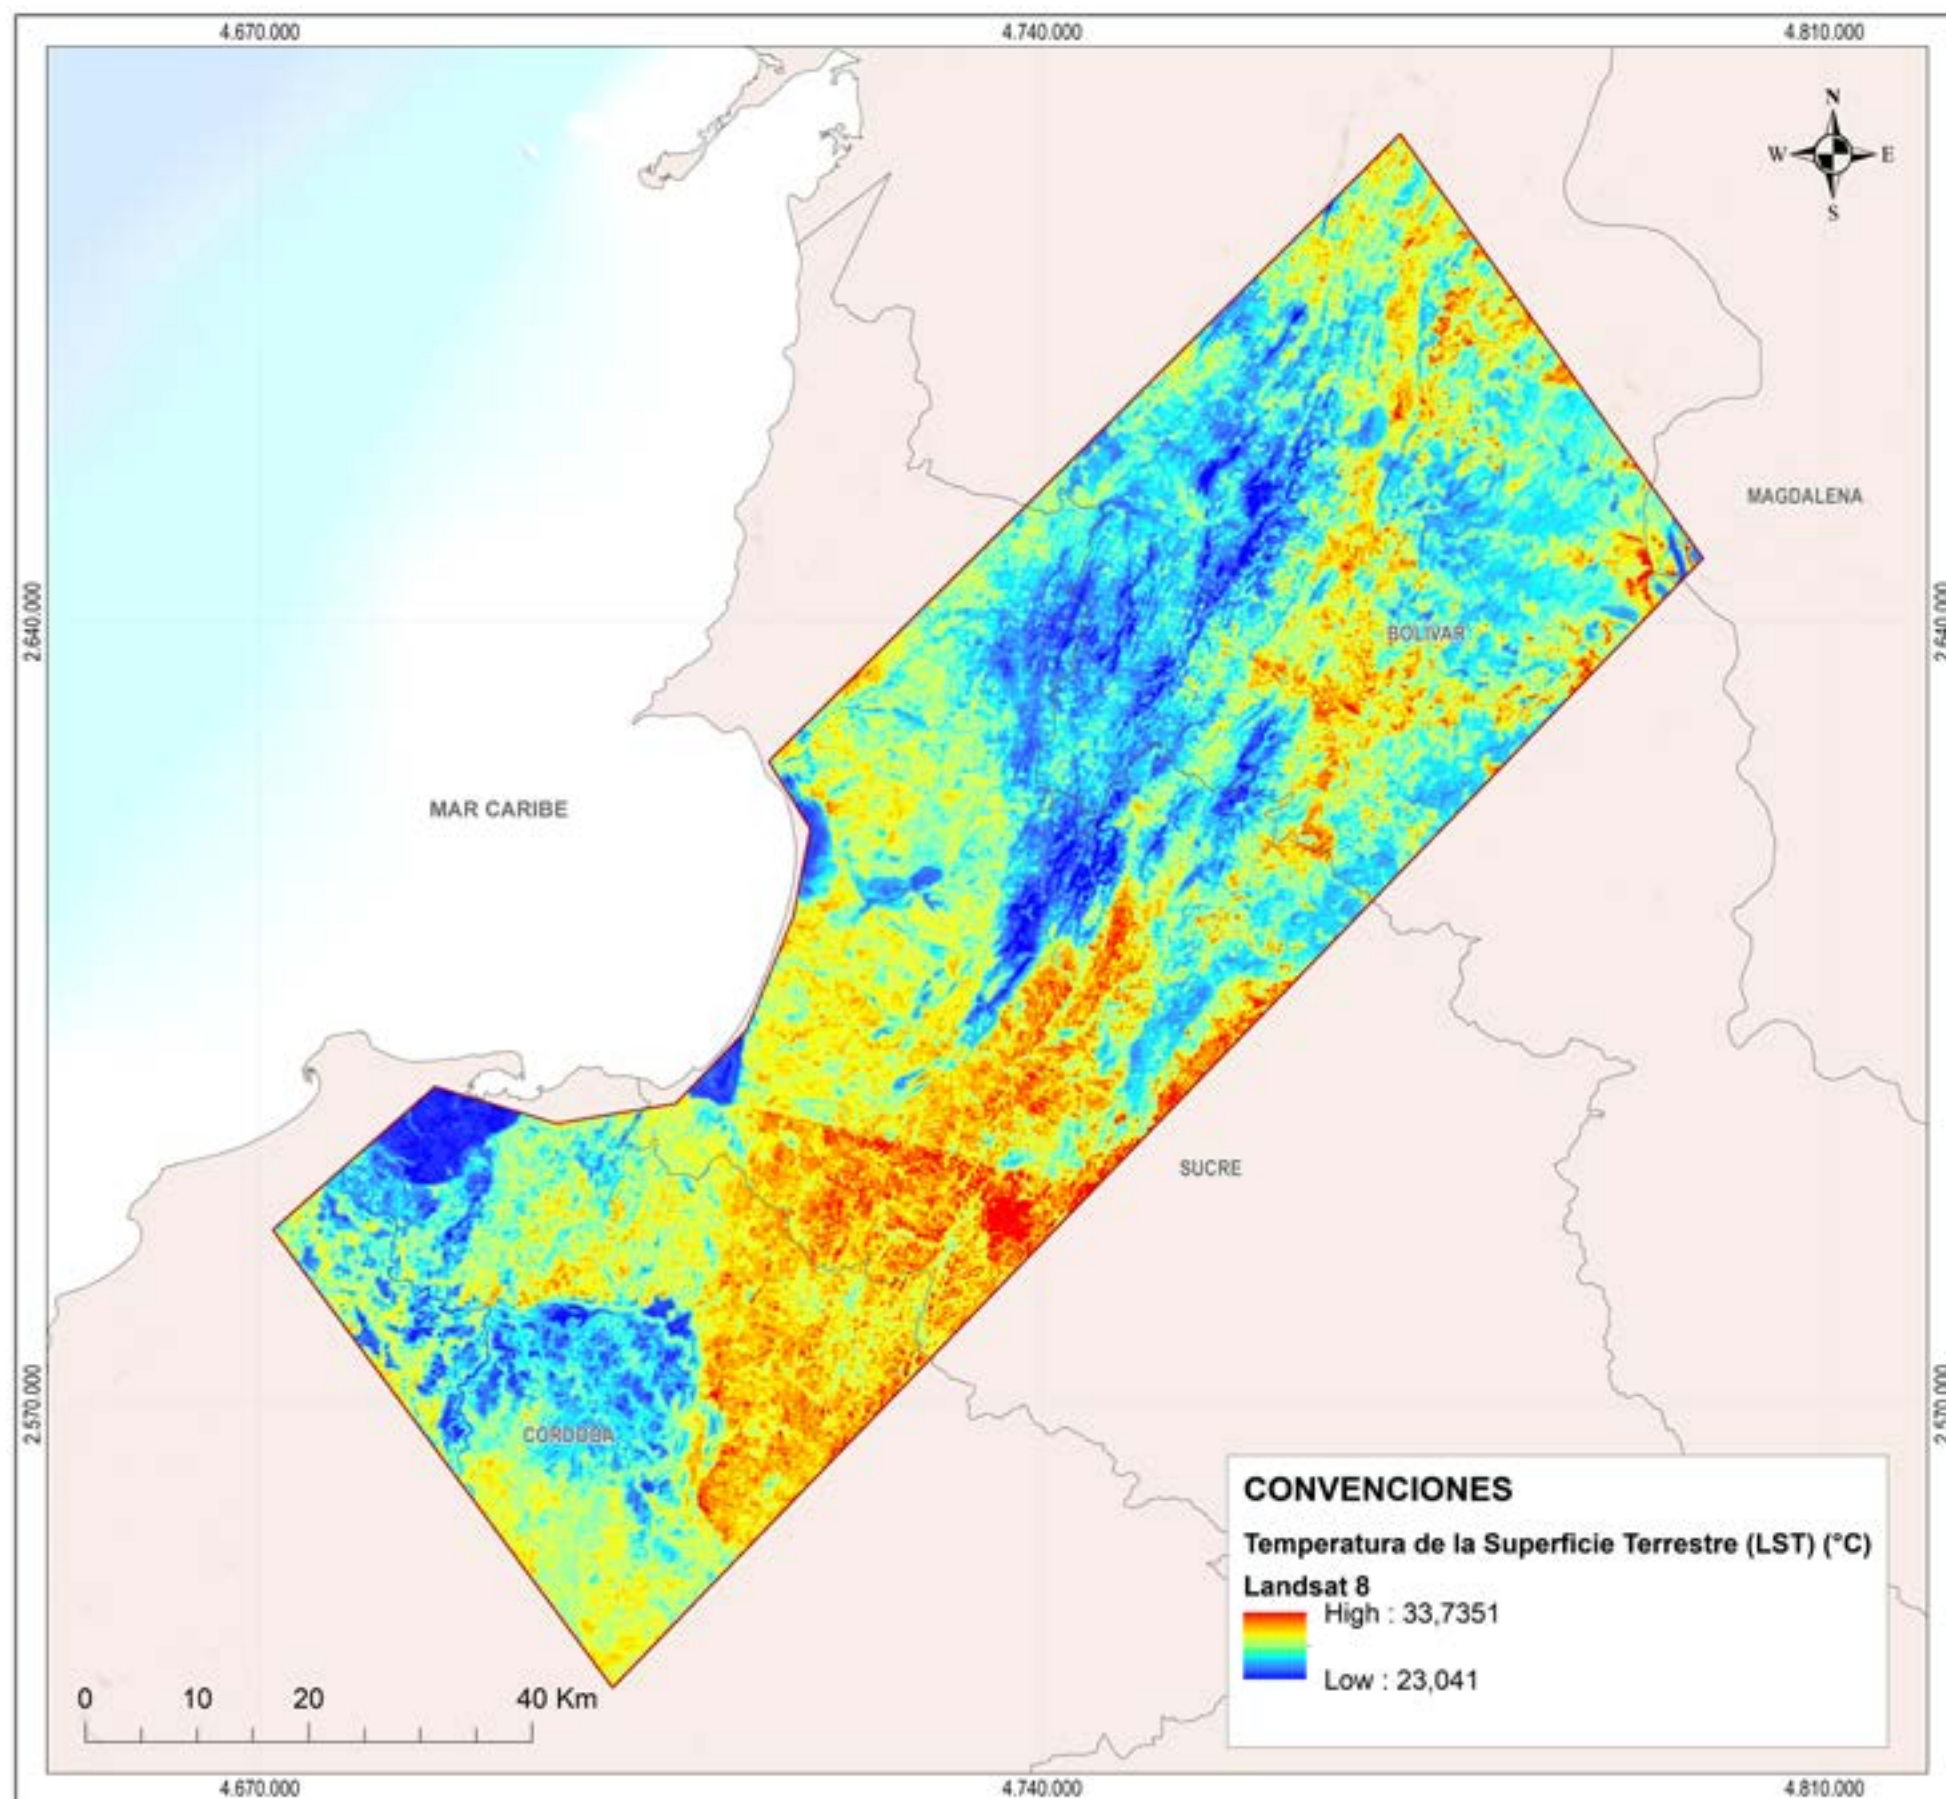 4.670.000 4.740.000 4.810.000
N
W E
S
MAGDALENA
2.640.000 2.640.000
BOLIVAR
MAR CARIBE
SUCRE
2.570.000 2.570.000
CORDOBA
CONVENCIONES
Temperatura de la Superficie Terrestre (LST) (°C)
Landsat 8
High : 33,7351
Low : 23,041
0 10 20 40 Km
4.670.000 4.740.000 4.810.000